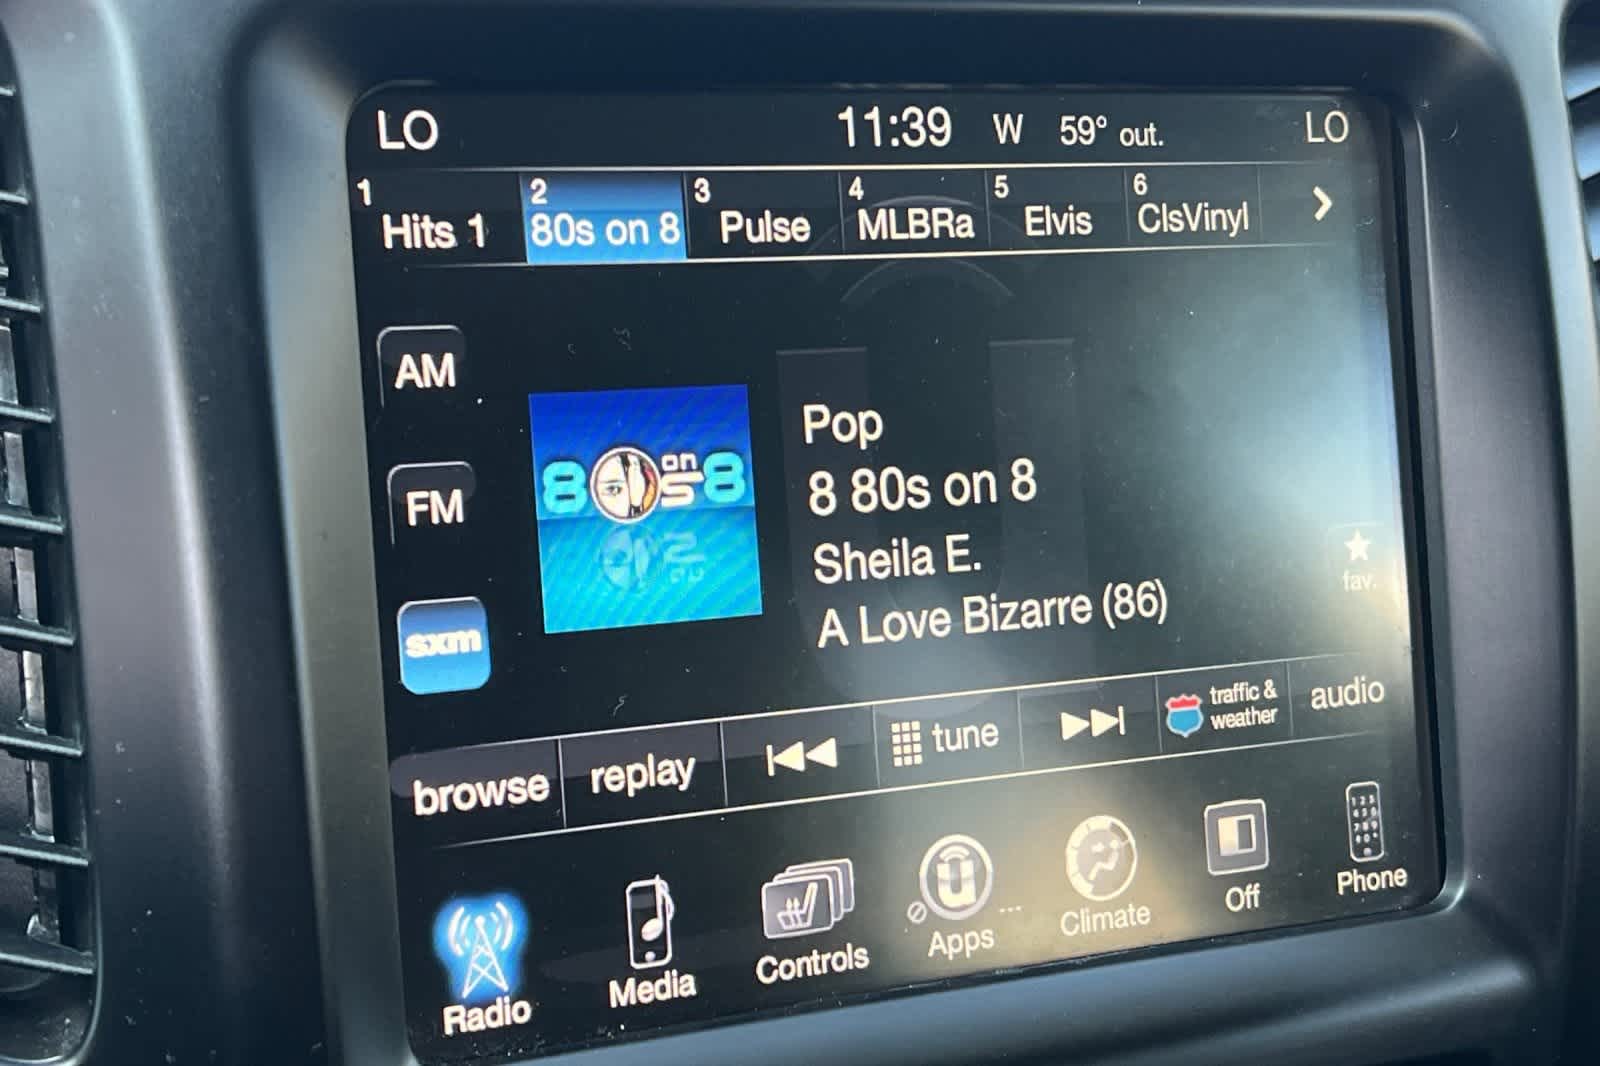 LO 11:39 W 59° out. LO
1 Hits 1 2 80s on 8 3 Pulse 4 MLBRa 5 Elvis 6 ClsVinyl
AM
FM
sxm
80s on 8
Pop
8 80s on 8
Sheila E.
A Love Bizarre (86)
fav.
browse replay tune traffic & weather audio
Radio Media Controls Apps ... Climate Off Phone